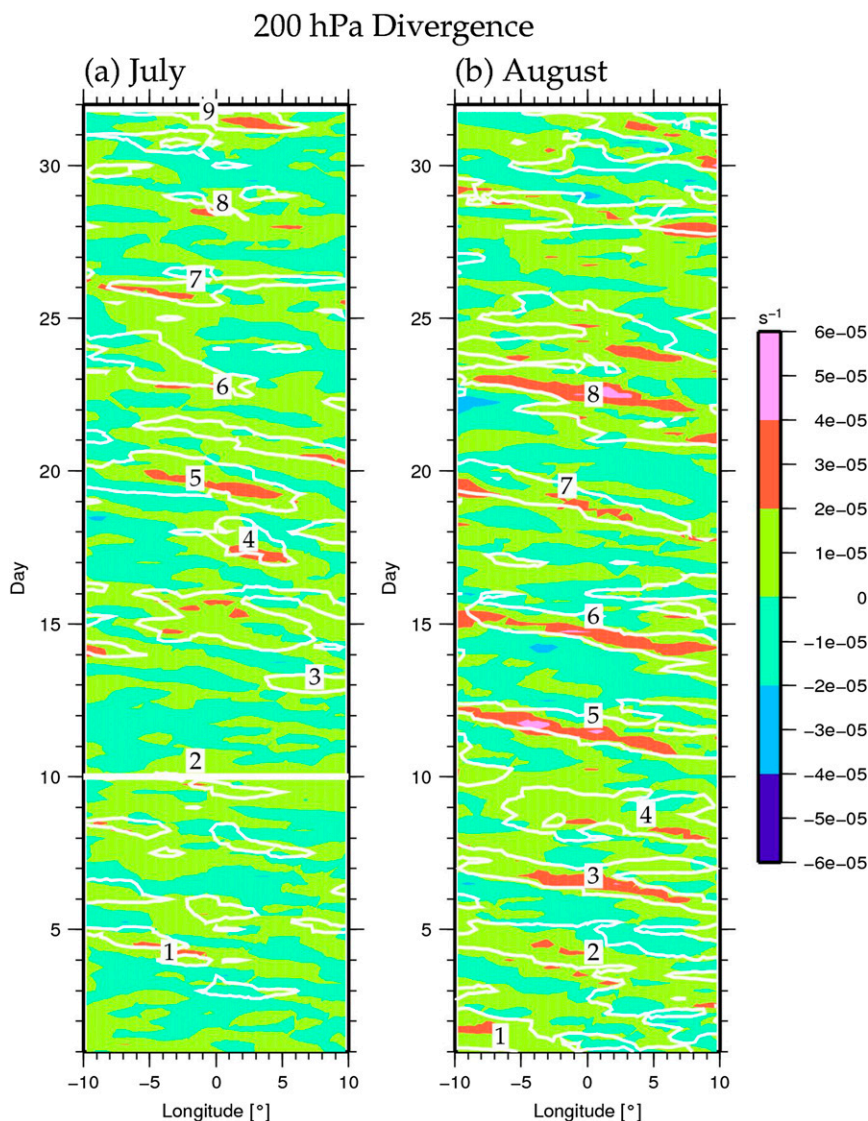 200 hPa Divergence
(a) July
(b) August
9
8
7
6
5
4
3
2
1
30
25
20
15
10
5
Day
−10
−5
0
5
10
Longitude [°]
8
7
6
5
4
3
2
1
30
25
20
15
10
5
Day
−10
−5
0
5
10
Longitude [°]
s−1
6e−05
5e−05
4e−05
3e−05
2e−05
1e−05
0
−1e−05
−2e−05
−3e−05
−4e−05
−5e−05
−6e−05